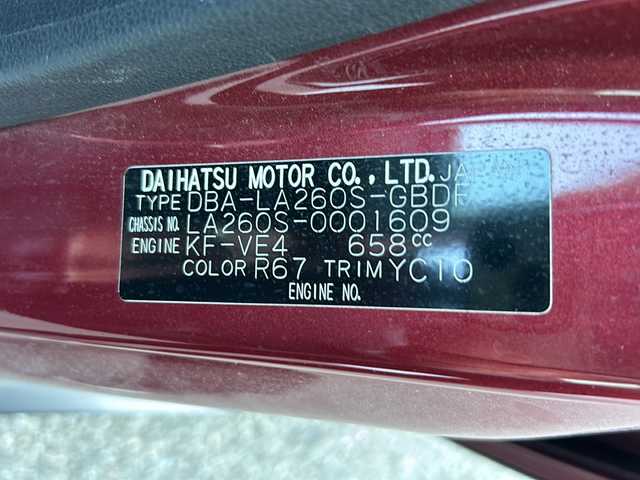 DAIHATSU MOTOR CO., LTD.
TYPE DBA-LA260S-GBDF
CHASSIS NO. LA260S-0001609
ENGINE KF-VE4 658cc
COLOR R67 TRIM YC10
ENGINE NO.